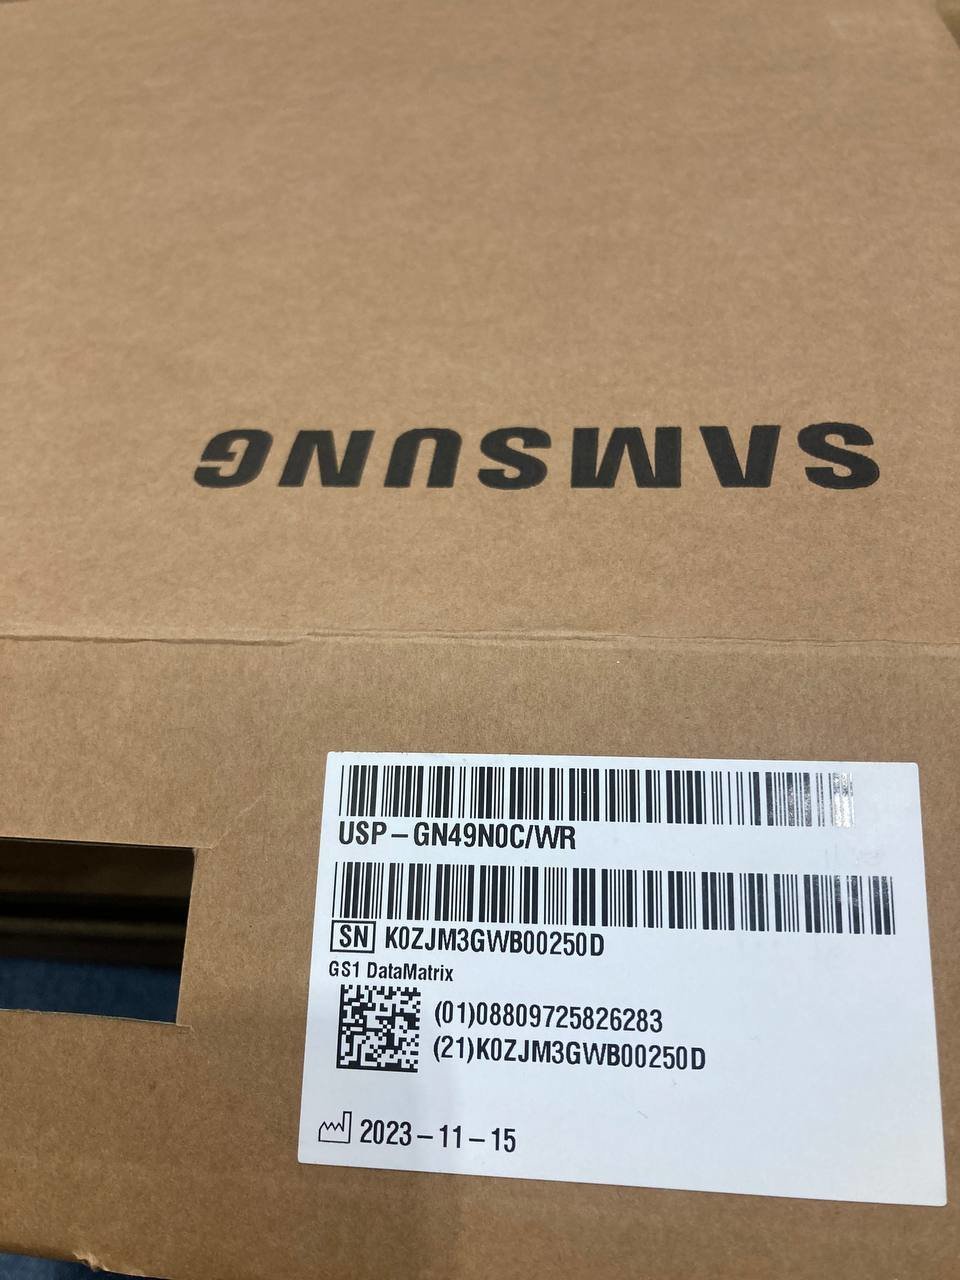 SAMSUNG
USP-GN49N0C/WR
SN K0ZJM3GWB00250D
GS1 DataMatrix
(01)08809725826283
(21)K0ZJM3GWB00250D
2023-11-15